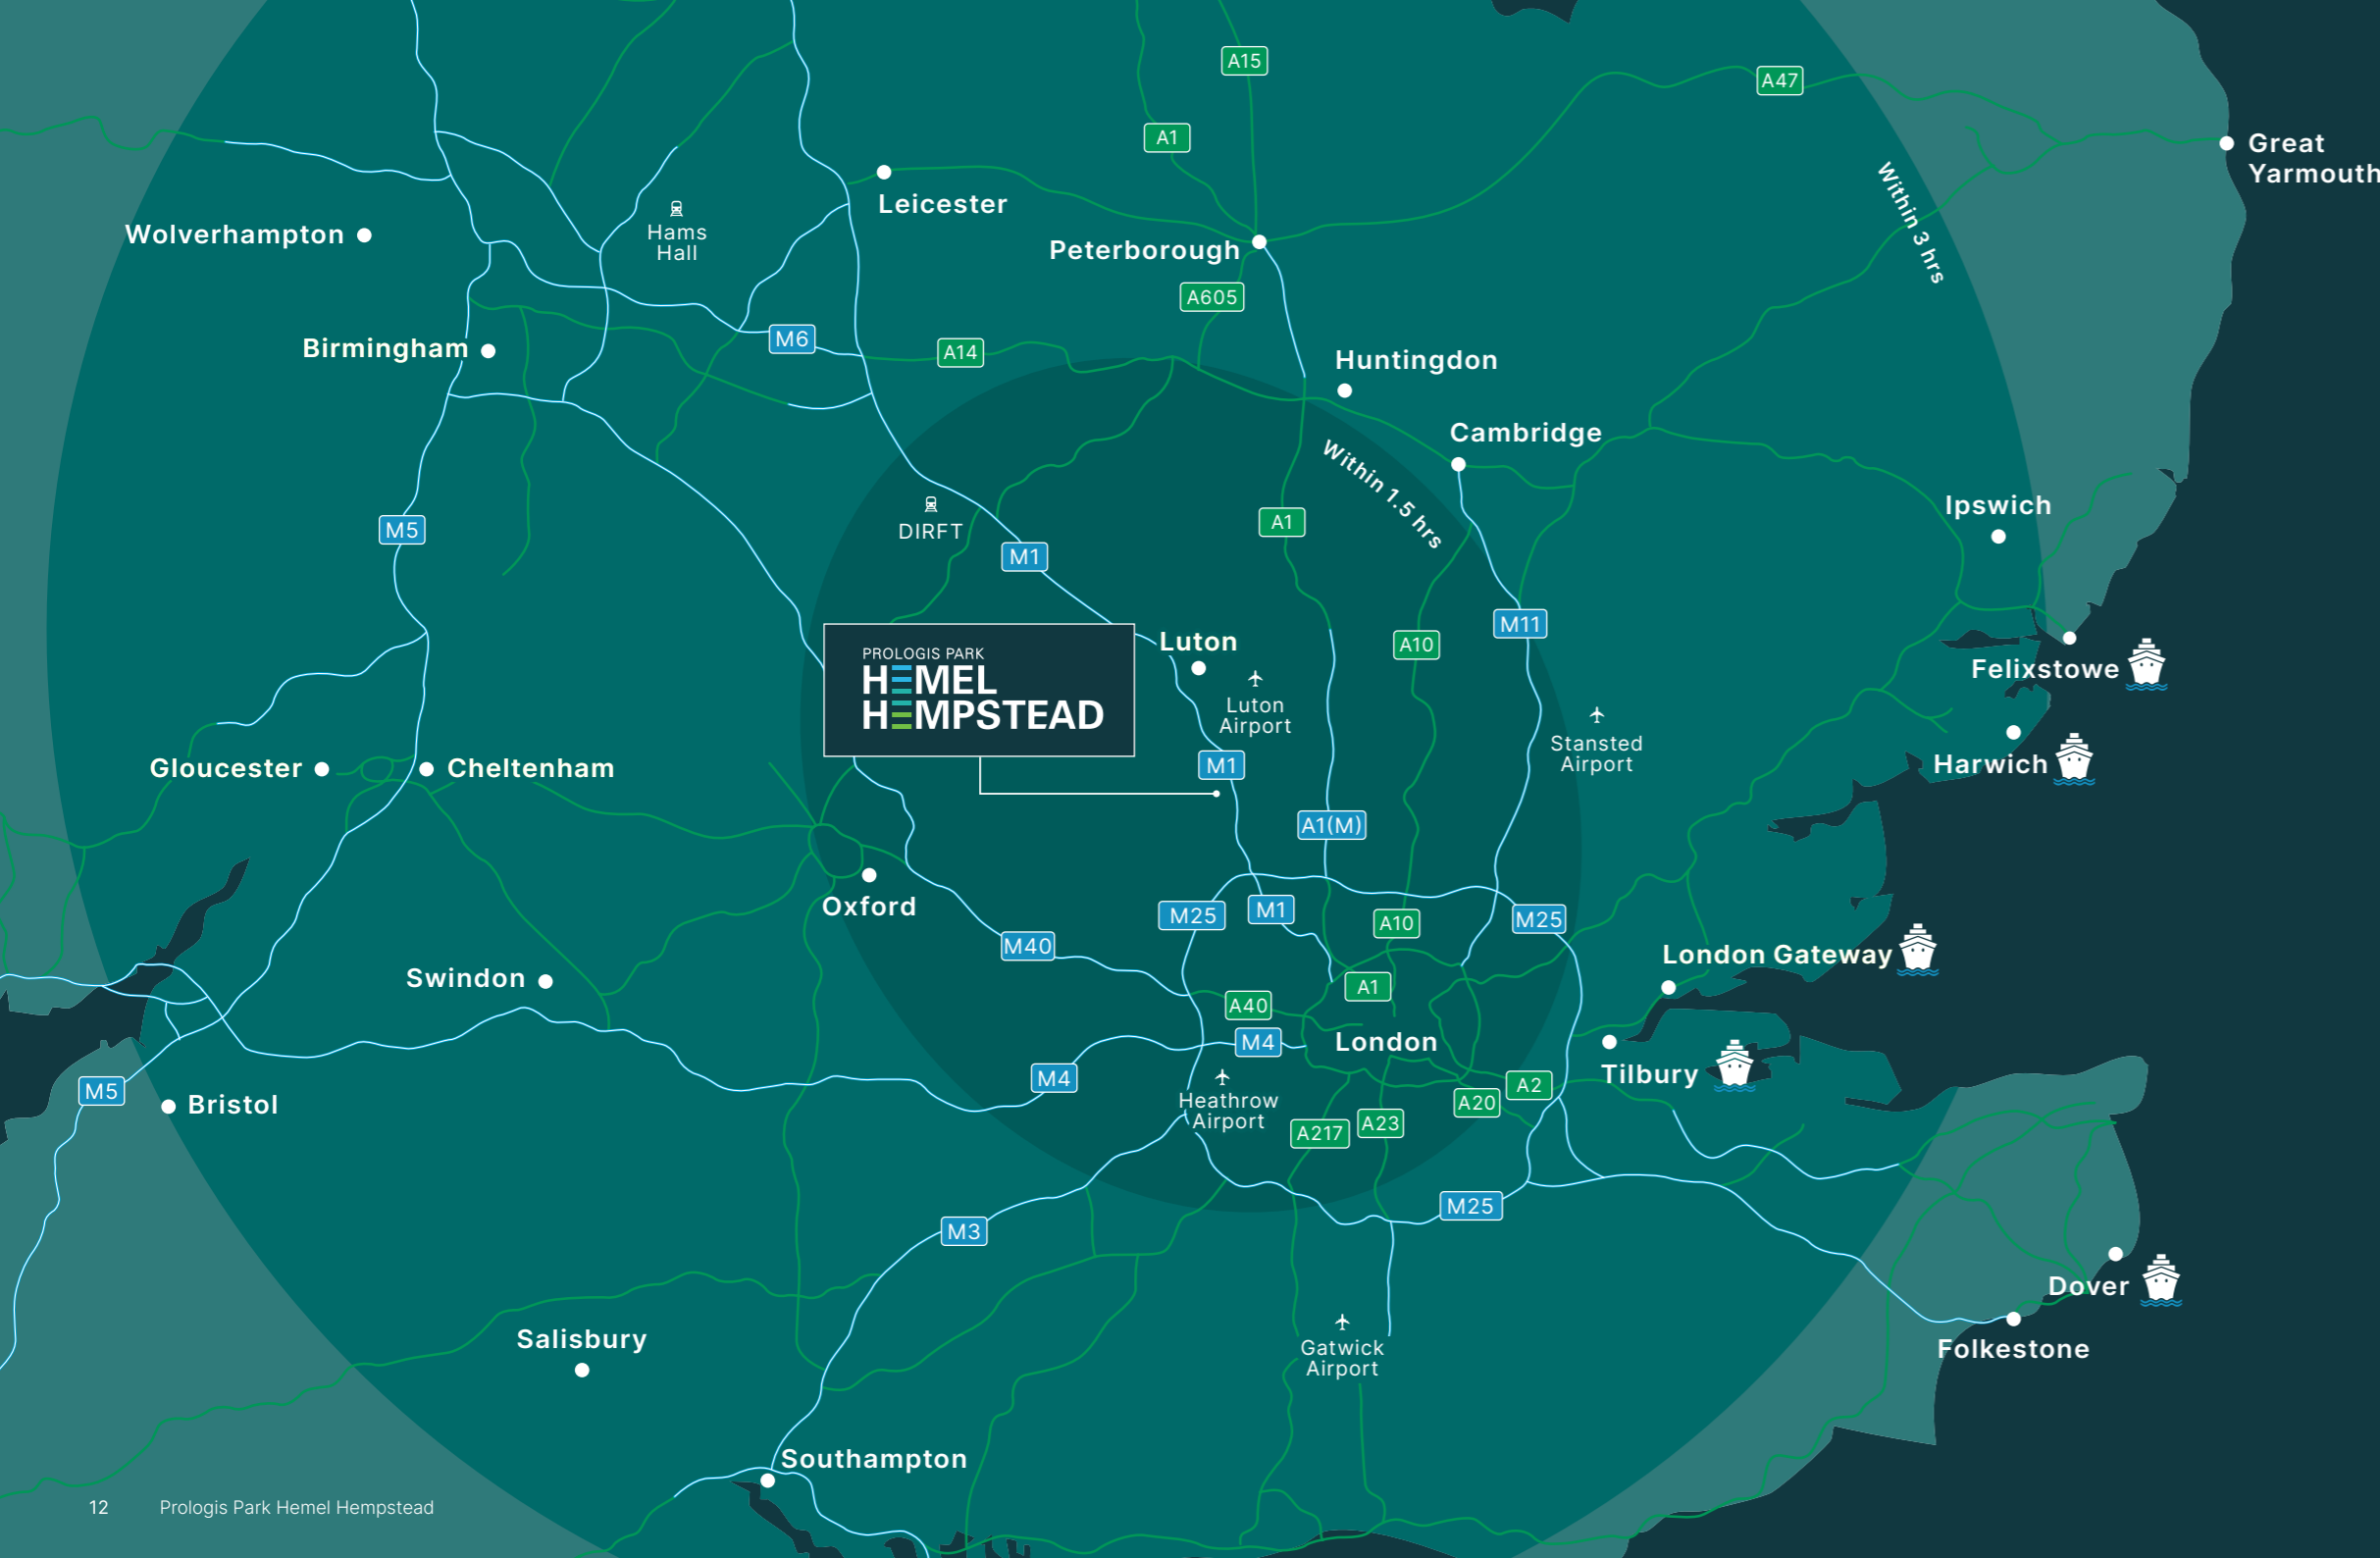 A15
A47
A1
Great
Yarmouth
Leicester
Within 3 hrs
Hams
Hall
Wolverhampton
Peterborough
A605
M6
A14
Birmingham
Huntingdon
Cambridge
Within 1.5 hrs
Ipswich
M5
DIRFT
A1
M1
M11
A10
Luton
PROLOGIS PARK
HEMEL
HEMPSTEAD
Felixstowe
Luton
Airport
Stansted
Airport
M1
Harwich
Gloucester
Cheltenham
A1(M)
Oxford
M25
M1
A10
M25
M40
London Gateway
Swindon
A1
A40
M4
London
Tilbury
M4
M5
Bristol
Heathrow
Airport
A2
A20
A217
A23
M25
M3
Dover
Salisbury
Gatwick
Airport
Folkestone
Southampton
12
Prologis Park Hemel Hempstead